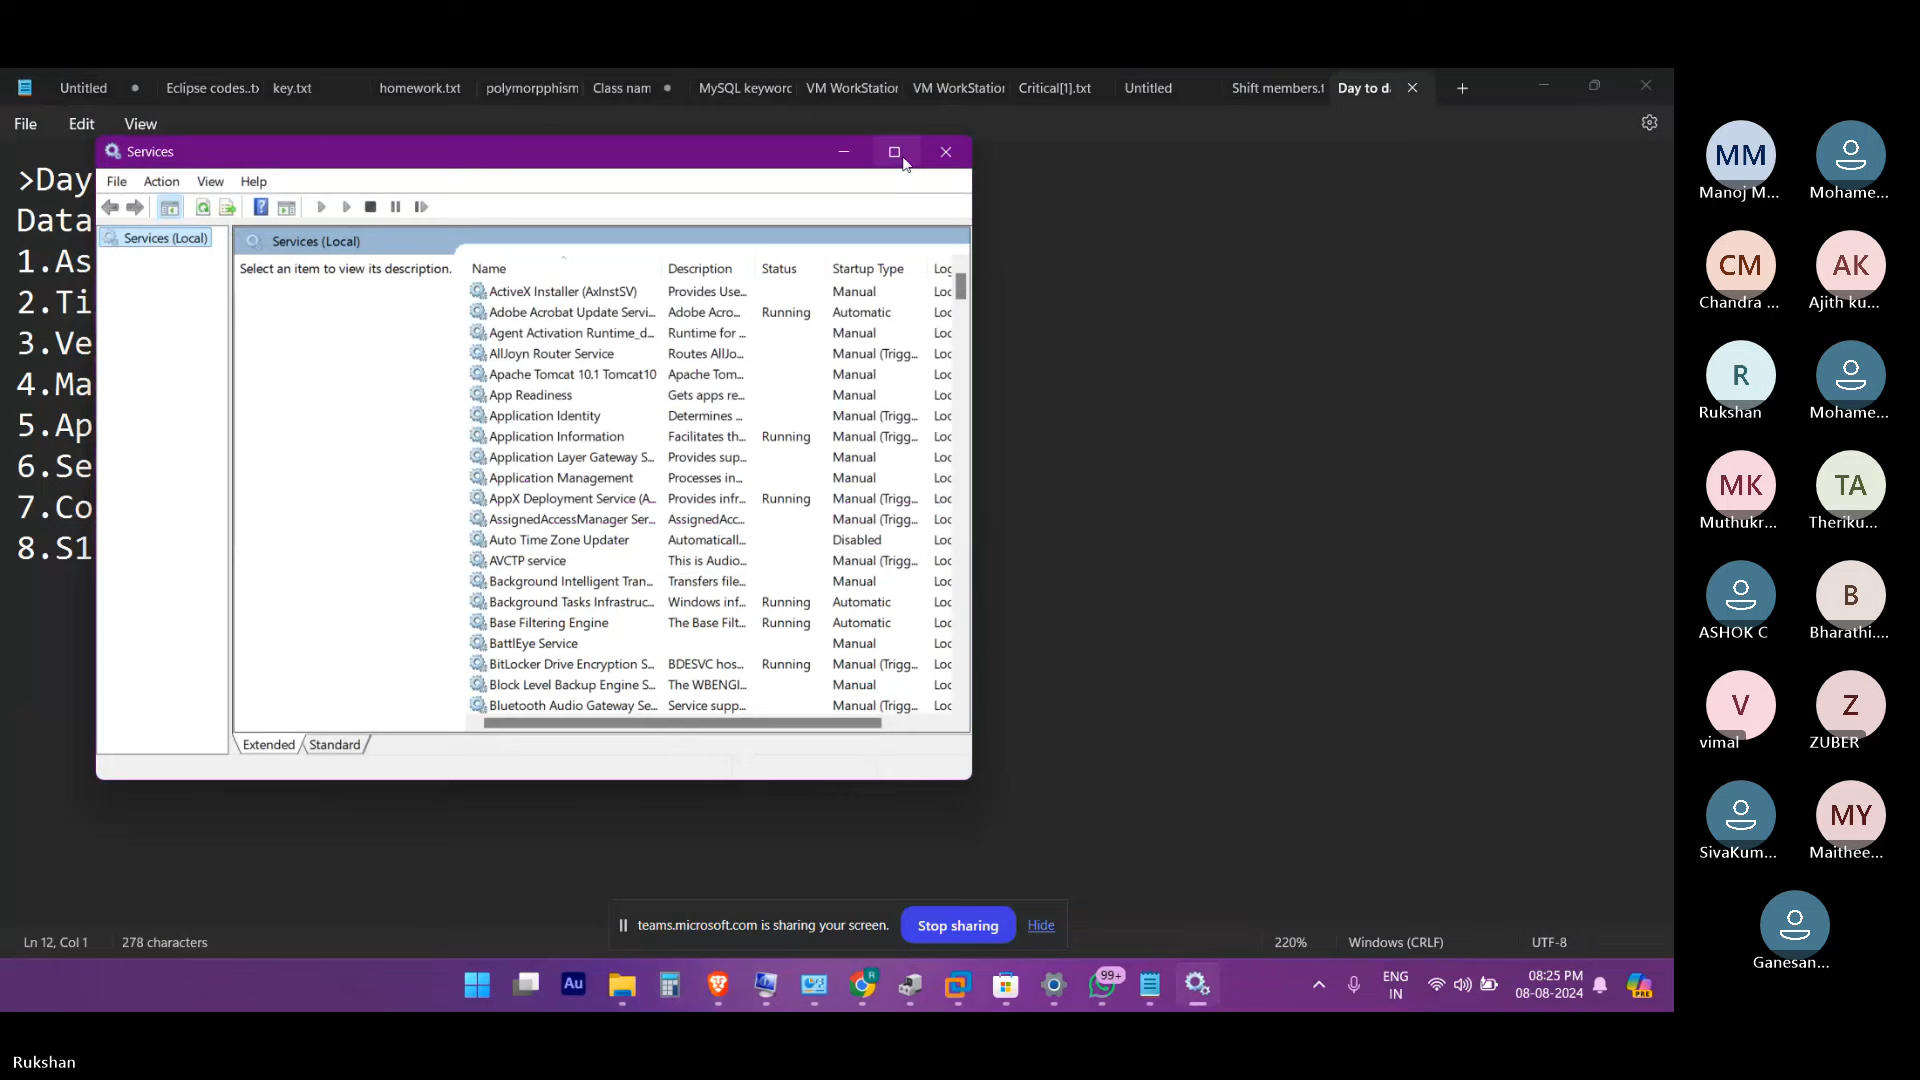 Untitled Eclipse codes..tx key.txt homework.txt polymorpphism Class nam MySQL keyword VM WorkStation VM WorkStation Critical[1].txt Untitled Shift members.t Day to d
File Edit View
>Day
Data
1.As
2.Ti
3.Ve
4.Ma
5.Ap
6.Se
7.Co
8.S1
Services
File Action View Help
Services (Local)
Services (Local)
Select an item to view its description.
Name Description Status Startup Type Log
ActiveX Installer (AxInstSV) Provides Use... Manual Loc
Adobe Acrobat Update Servi... Adobe Acro... Running Automatic Loc
Agent Activation Runtime_d... Runtime for ... Manual Loc
AllJoyn Router Service Routes AllJo... Manual (Trigg... Loc
Apache Tomcat 10.1 Tomcat10 Apache Tom... Manual Loc
App Readiness Gets apps re... Manual Loc
Application Identity Determines ... Manual (Trigg... Loc
Application Information Facilitates th... Running Manual (Trigg... Loc
Application Layer Gateway S... Provides sup... Manual Loc
Application Management Processes in... Manual Loc
AppX Deployment Service (A... Provides infr... Running Manual (Trigg... Loc
AssignedAccessManager Ser... AssignedAcc... Manual (Trigg... Loc
Auto Time Zone Updater Automaticall... Disabled Loc
AVCTP service This is Audio... Manual (Trigg... Loc
Background Intelligent Tran... Transfers file... Manual Loc
Background Tasks Infrastruc... Windows inf... Running Automatic Loc
Base Filtering Engine The Base Filt... Running Automatic Loc
BattlEye Service Manual Loc
BitLocker Drive Encryption S... BDESVC hos... Running Manual (Trigg... Loc
Block Level Backup Engine S... The WBENGI... Manual Loc
Bluetooth Audio Gateway Se... Service supp... Manual (Trigg... Loc
Extended Standard
teams.microsoft.com is sharing your screen. Stop sharing Hide
Ln 12, Col 1 278 characters 220% Windows (CRLF) UTF-8
Au
R
99+
ENG
IN
08:25 PM
08-08-2024
PRE
MM
Manoj M... Mohame...
CM AK
Chandra ... Ajith ku...
R
Rukshan Mohame...
MK TA
Muthukr... Theriku...
B
ASHOK C Bharathi....
V Z
vimal ZUBER
MY
SivaKum... Maithee...
Ganesan...
Rukshan